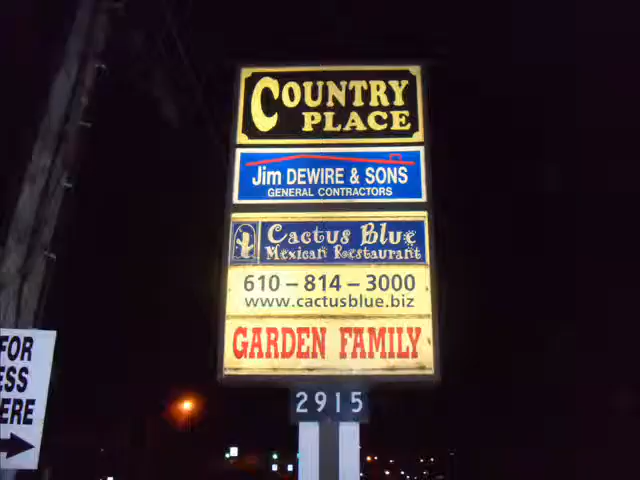 COUNTRY
PLACE
Jim DEWIRE & SONS
GENERAL CONTRACTORS
Cactus Blue
Mexican Restaurant
610-814-3000
www.cactusblue.biz
GARDEN FAMILY
2915
FOR
ESS
ERE